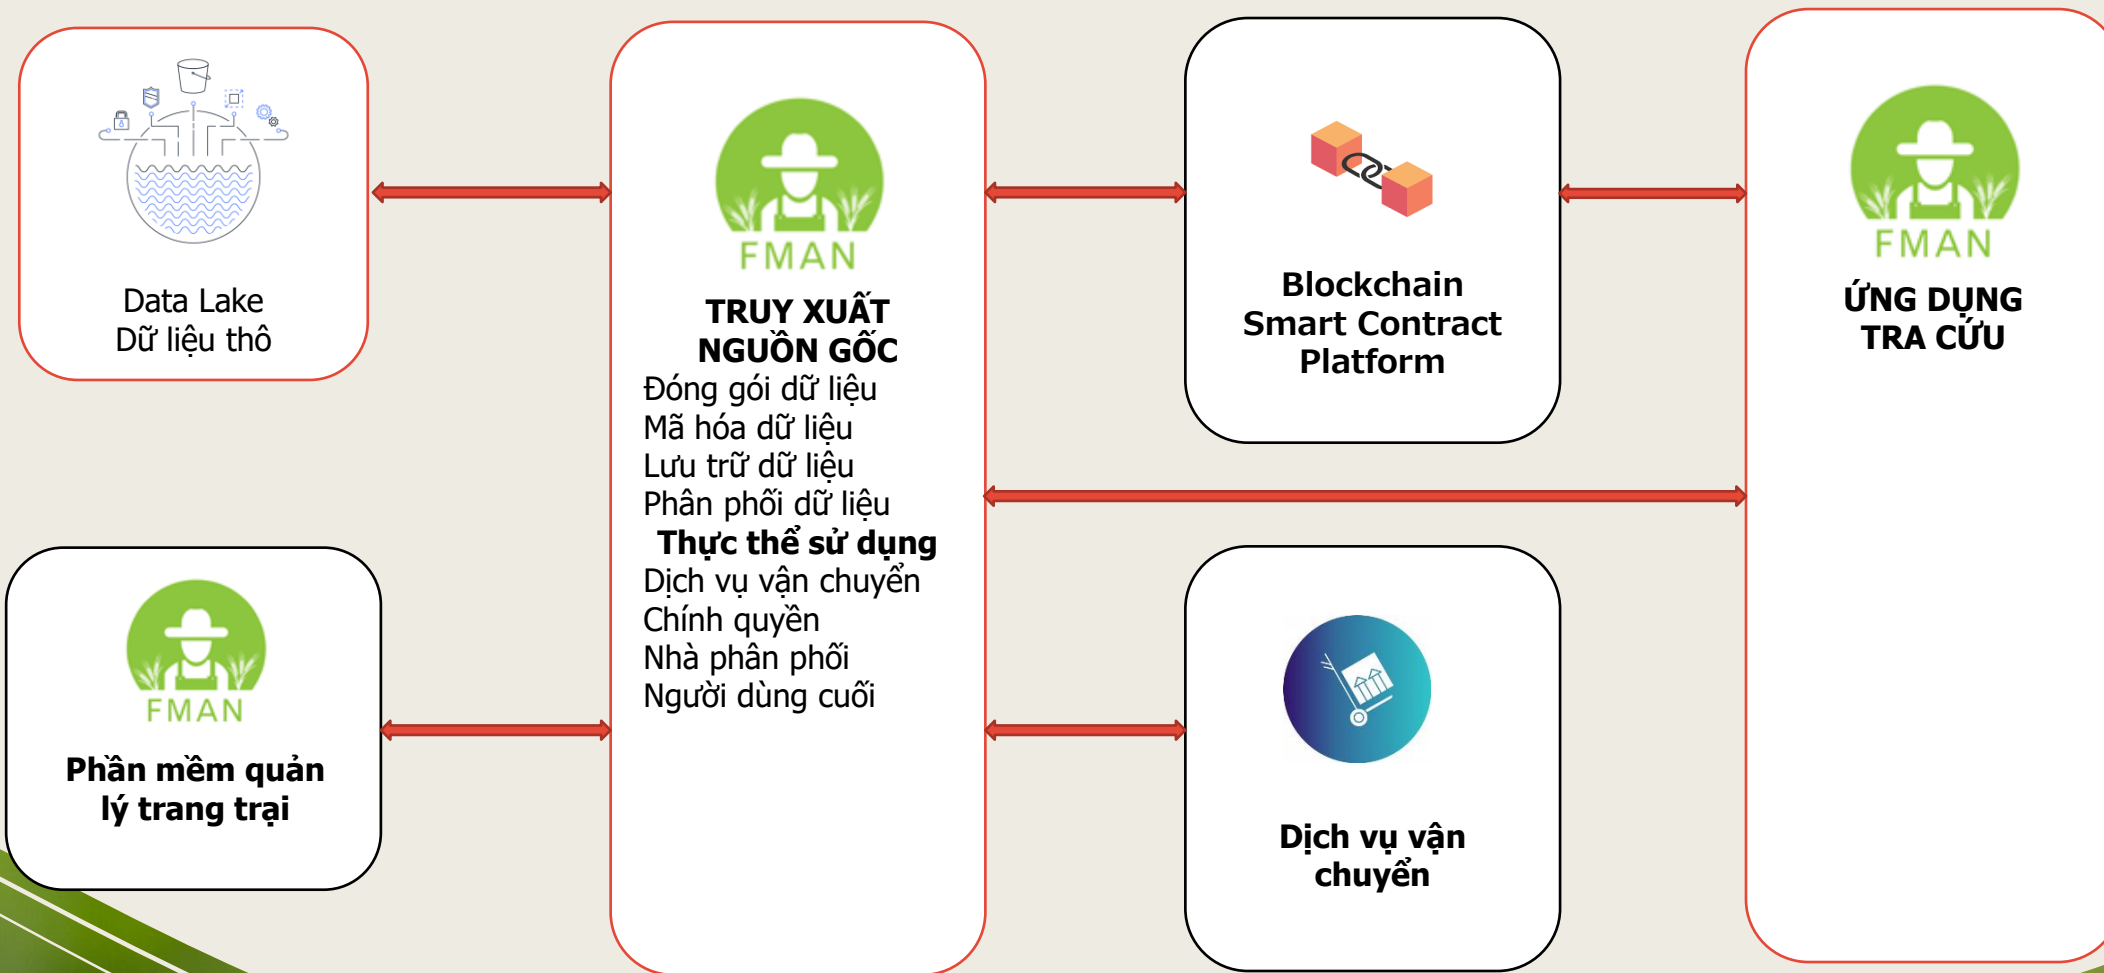 Data Lake
Dữ liệu thô
FMAN
Phần mềm quản
lý trang trại
FMAN
TRUY XUẤT
NGUỒN GỐC
Đóng gói dữ liệu
Mã hóa dữ liệu
Lưu trữ dữ liệu
Phân phối dữ liệu
Thực thể sử dụng
Dịch vụ vận chuyển
Chính quyền
Nhà phân phối
Người dùng cuối
Blockchain
Smart Contract
Platform
Dịch vụ vận
chuyển
FMAN
ỨNG DỤNG
TRA CỨU